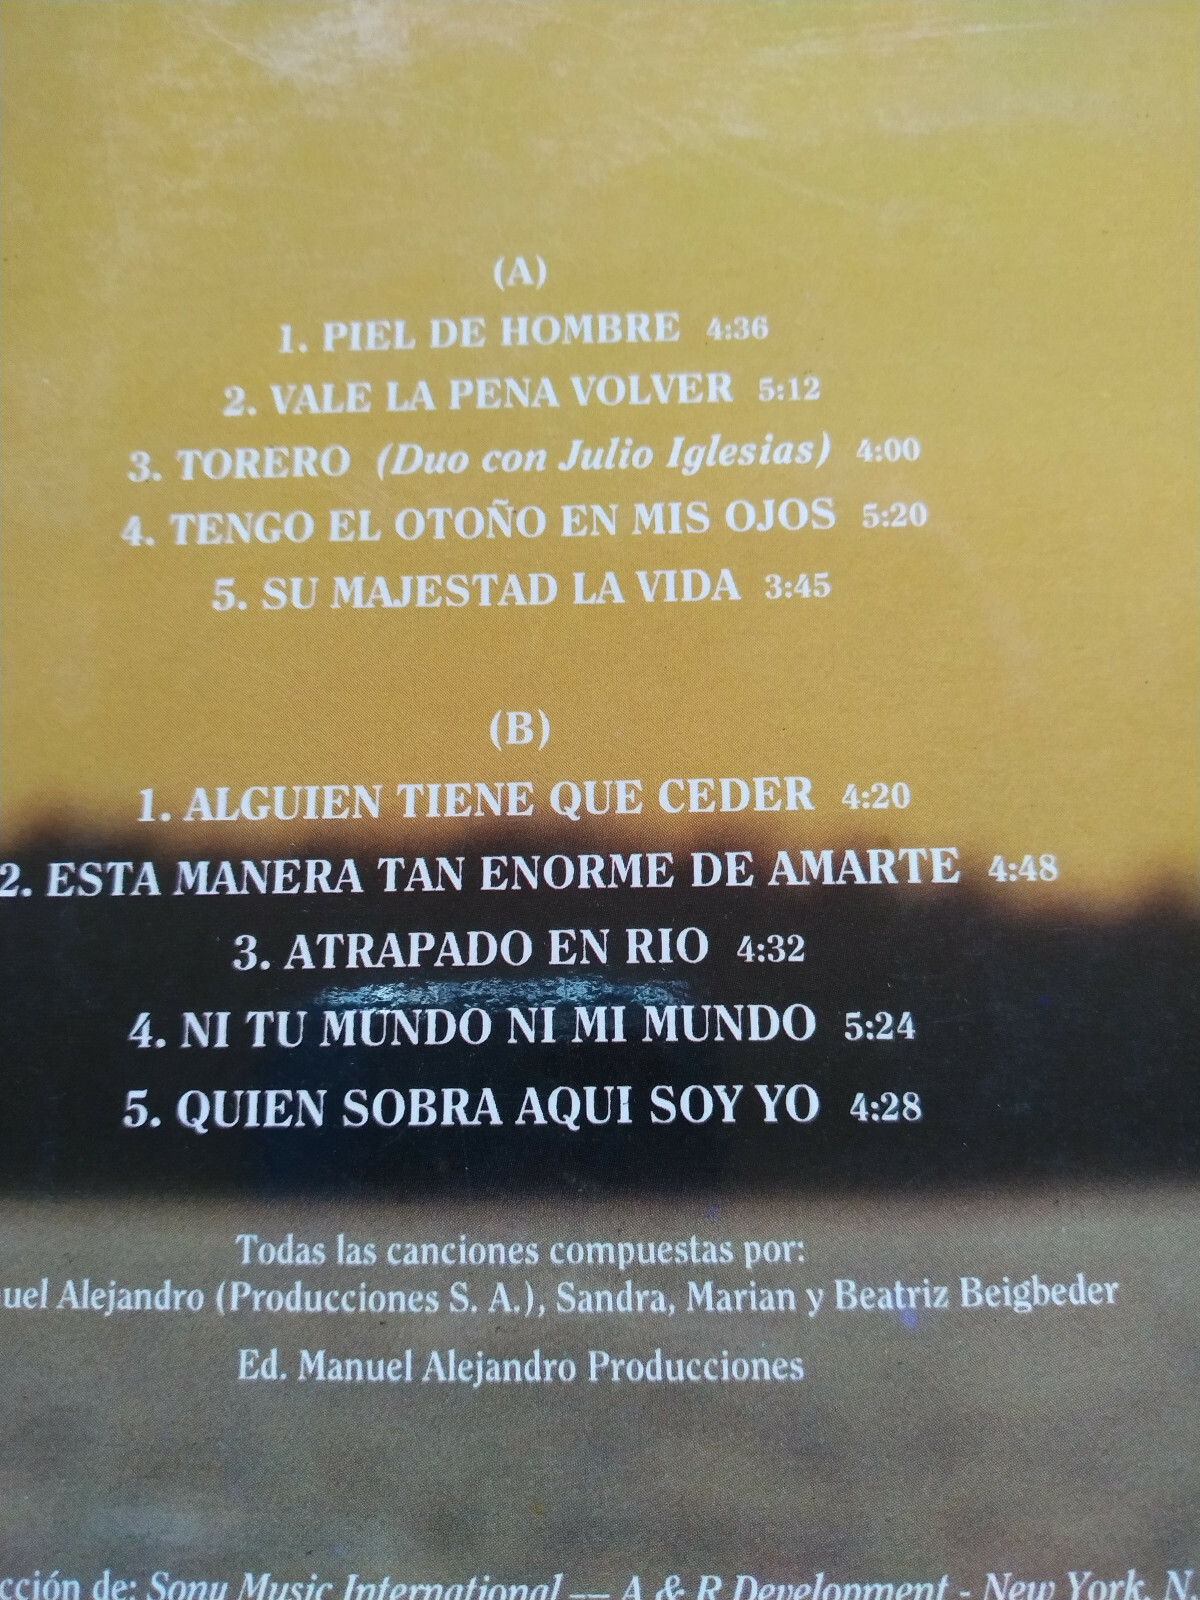 (A)
1. PIEL DE HOMBRE 4:36
2. VALE LA PENA VOLVER 5:12
3. TORERO (Duo con Julio Iglesias) 4:00
4. TENGO EL OTOÑO EN MIS OJOS 5:20
5. SU MAJESTAD LA VIDA 3:45
(B)
1. ALGUIEN TIENE QUE CEDER 4:20
2. ESTA MANERA TAN ENORME DE AMARTE 4:48
3. ATRAPADO EN RIO 4:32
4. NI TU MUNDO NI MI MUNDO 5:24
5. QUIEN SOBRA AQUI SOY YO 4:28
Todas las canciones compuestas por:
uel Alejandro (Producciones S. A.), Sandra, Marian y Beatriz Beigbeder
Ed. Manuel Alejandro Producciones
cción de: Sony Music International — A & R Development - New York, N.